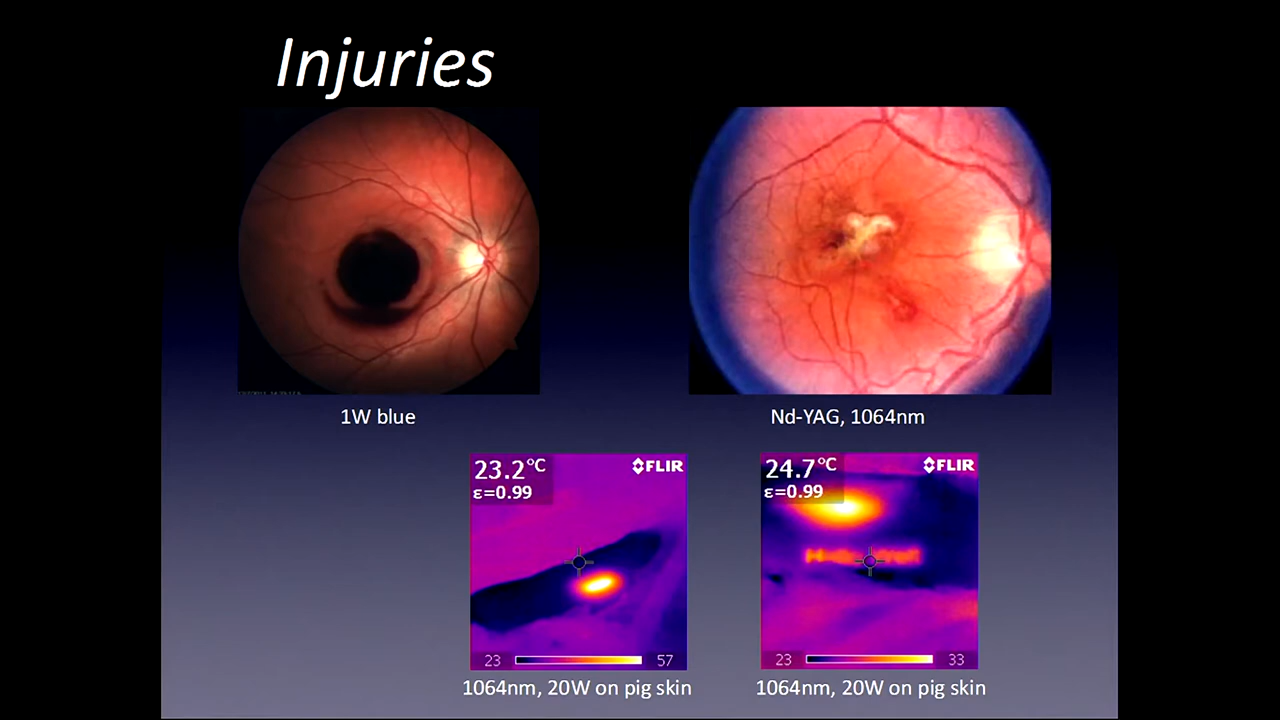 Injuries
1W blue
Nd-YAG, 1064nm
23.2°C
FLIR
ε=0.99
23
57
1064nm, 20W on pig skin
24.7°C
FLIR
ε=0.99
23
33
1064nm, 20W on pig skin